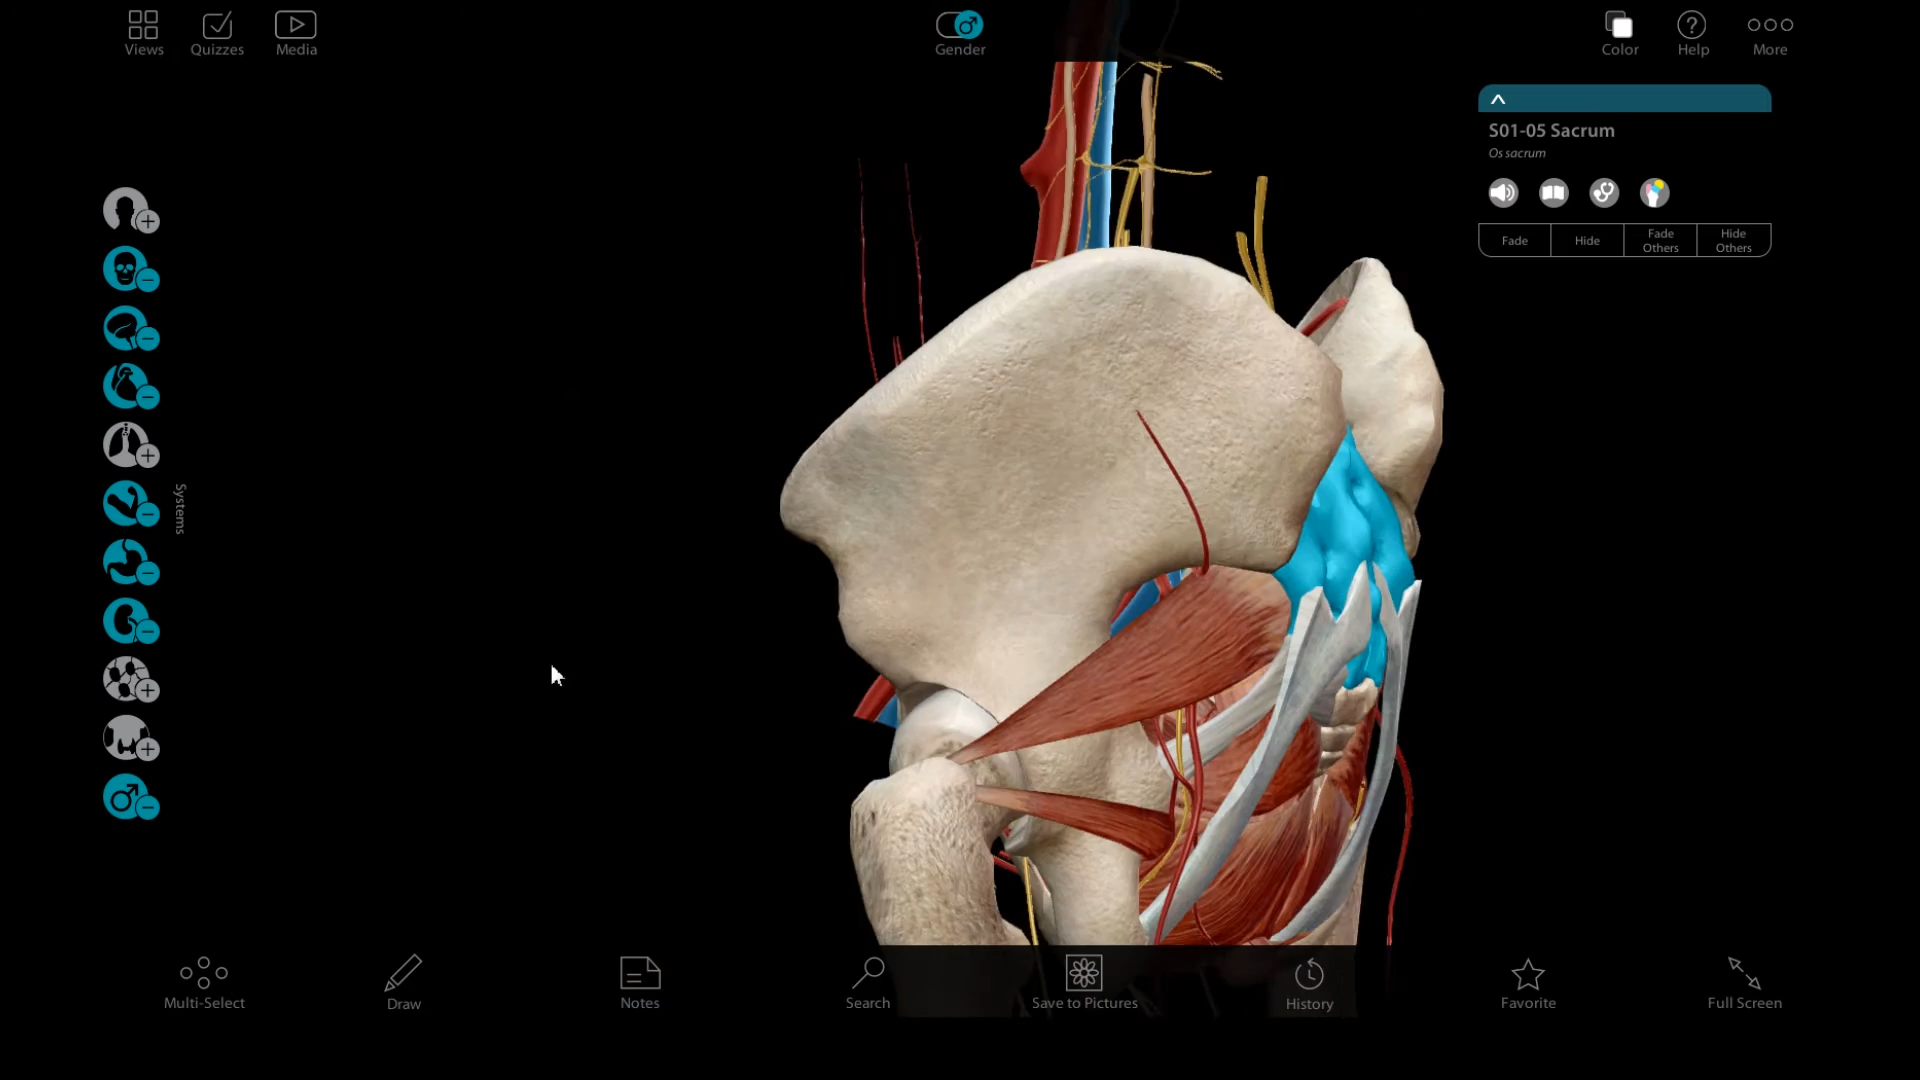 Views
Quizzes
Media
Gender
Color
Help
More
S01-05 Sacrum
Os sacrum
Fade
Hide
Fade
Others
Hide
Others
Systems
Multi-Select
Draw
Notes
Search
Save to Pictures
History
Favorite
Full Screen